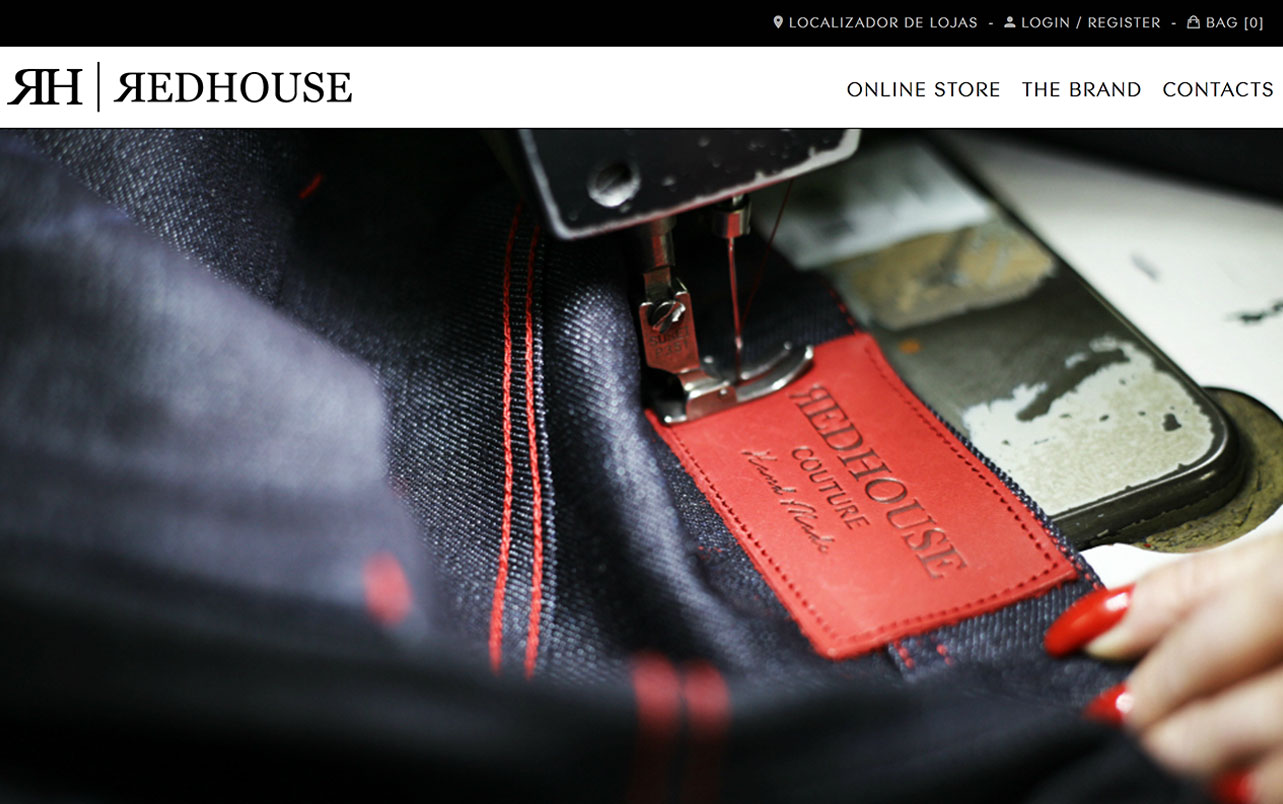 LOCALIZADOR DE LOJAS - LOGIN / REGISTER - BAG [0]
ЯH | ЯEDHOUSE
ONLINE STORE THE BRAND CONTACTS
ЯEDHOUSE
COUTURE
Hand Made